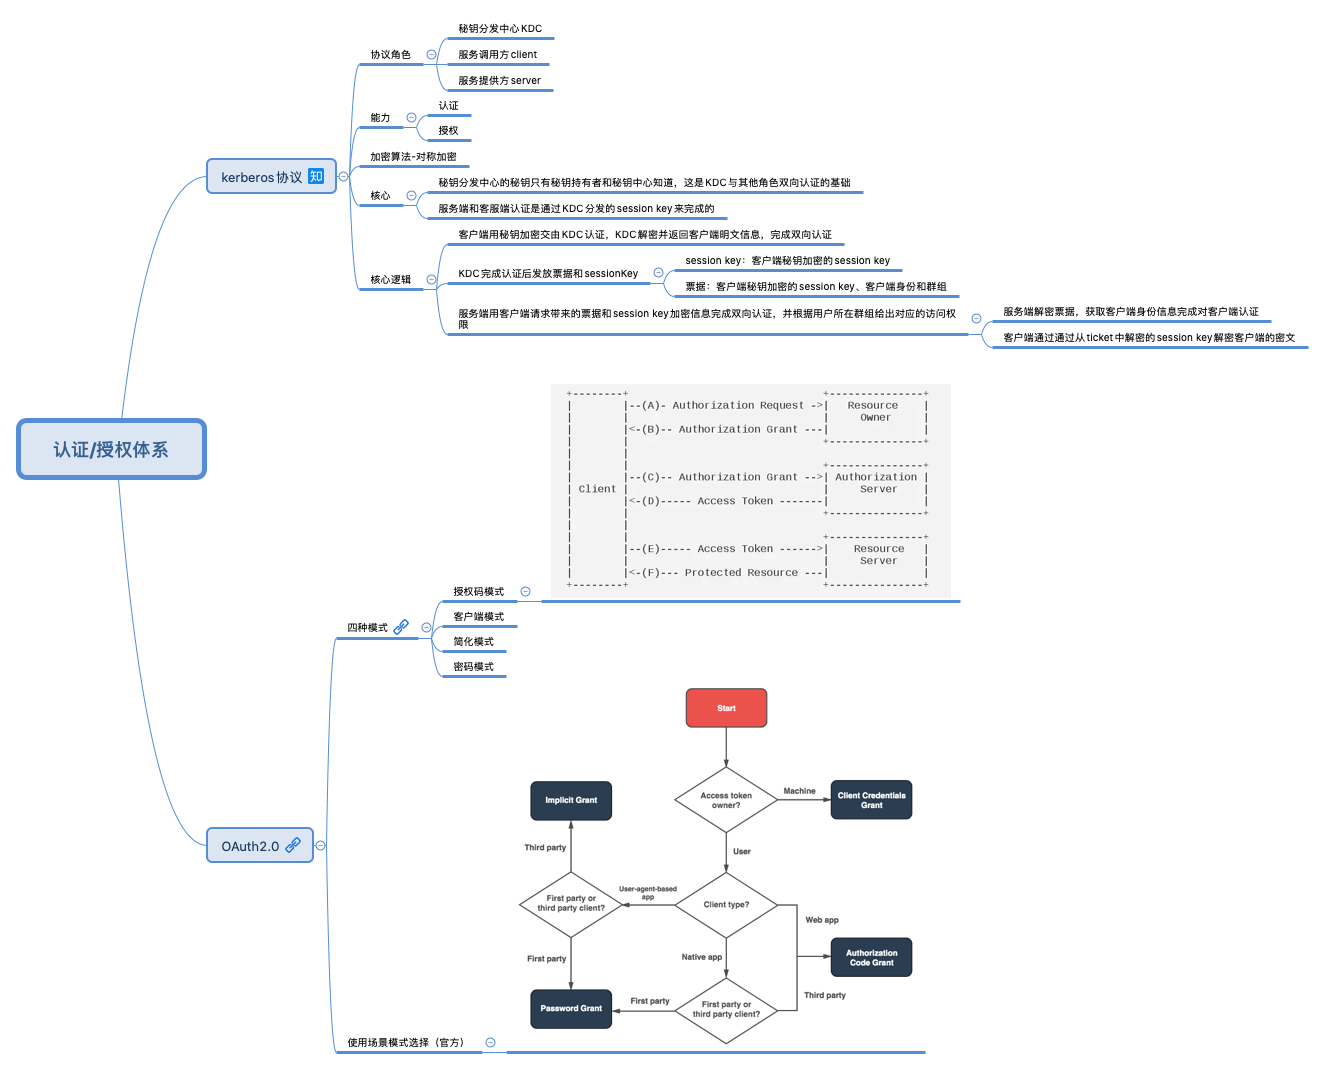 认证/授权体系
kerberos协议 知
协议角色
秘钥分发中心KDC
服务调用方client
服务提供方server
能力
认证
授权
加密算法-对称加密
核心
秘钥分发中心的秘钥只有秘钥持有者和秘钥中心知道，这是KDC与其他角色双向认证的基础
服务端和客服端认证是通过KDC分发的session key来完成的
核心逻辑
客户端用秘钥加密交由KDC认证，KDC解密并返回客户端明文信息，完成双向认证
KDC完成认证后发放票据和sessionKey
session key：客户端秘钥加密的session key
票据：客户端秘钥加密的session key、客户端身份和群组
服务端用客户端请求带来的票据和session key加密信息完成双向认证，并根据用户所在群组给出对应的访问权
限
服务端解密票据，获取客户端身份信息完成对客户端认证
客户端通过通过从ticket中解密的session key解密客户端的密文
OAuth2.0
四种模式
授权码模式
+--------+                               +---------------+
|        |--(A)- Authorization Request ->|   Resource    |
|        |                               |     Owner     |
|        |<-(B)-- Authorization Grant ---|               |
|        |                               +---------------+
|        |
|        |                               +---------------+
|        |--(C)-- Authorization Grant -->| Authorization |
| Client |                               |     Server    |
|        |<-(D)----- Access Token -------|               |
|        |                               +---------------+
|        |
|        |                               +---------------+
|        |--(E)----- Access Token ------>|    Resource   |
|        |                               |     Server    |
|        |<-(F)--- Protected Resource ---|               |
+--------+                               +---------------+
客户端模式
简化模式
密码模式
使用场景模式选择（官方）
Start
Access token
owner?
Machine
Client Credentials
Grant
User
Client type?
User-agent-based
app
First party or
third party client?
Third party
Implicit Grant
First party
Password Grant
Native app
First party or
third party client?
First party
Web app
Third party
Authorization
Code Grant